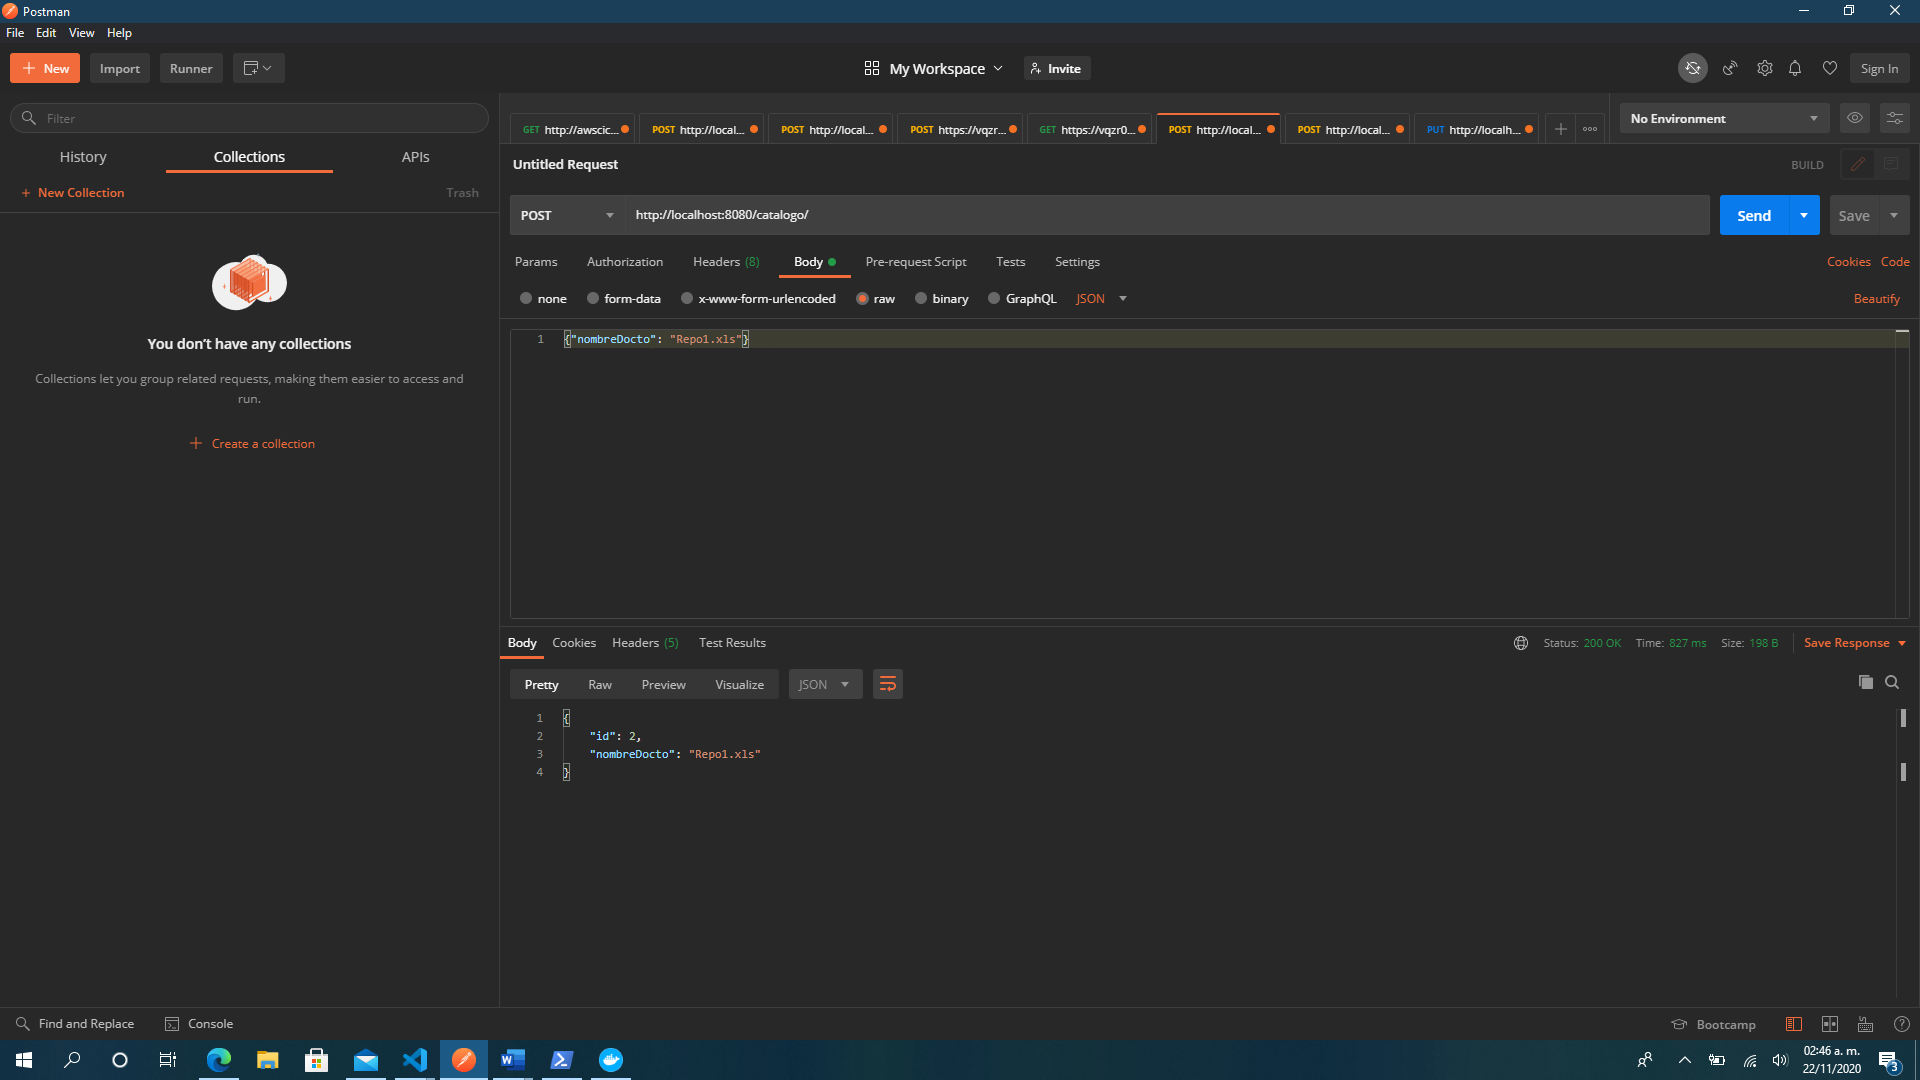 Postman
File Edit View Help
New Import Runner My Workspace Invite Sign In
Filter
History Collections APIs
+ New Collection Trash
You don't have any collections
Collections let you group related requests, making them easier to access and
run.
+ Create a collection
GET http://awscic... POST http://local... POST http://local... POST https://vqzr... GET https://vqzr0... POST http://local... POST http://local... PUT http://localh... No Environment
Untitled Request BUILD
POST http://localhost:8080/catalogo/ Send Save
Params Authorization Headers (8) Body Pre-request Script Tests Settings Cookies Code
none form-data x-www-form-urlencoded raw binary GraphQL JSON Beautify
1 {"nombreDocto": "Repo1.xls"}
Body Cookies Headers (5) Test Results Status: 200 OK Time: 827 ms Size: 198 B Save Response
Pretty Raw Preview Visualize JSON
1 {
2 "id": 2,
3 "nombreDocto": "Repo1.xls"
4 }
Find and Replace Console Bootcamp
02:46 a. m.
22/11/2020
3